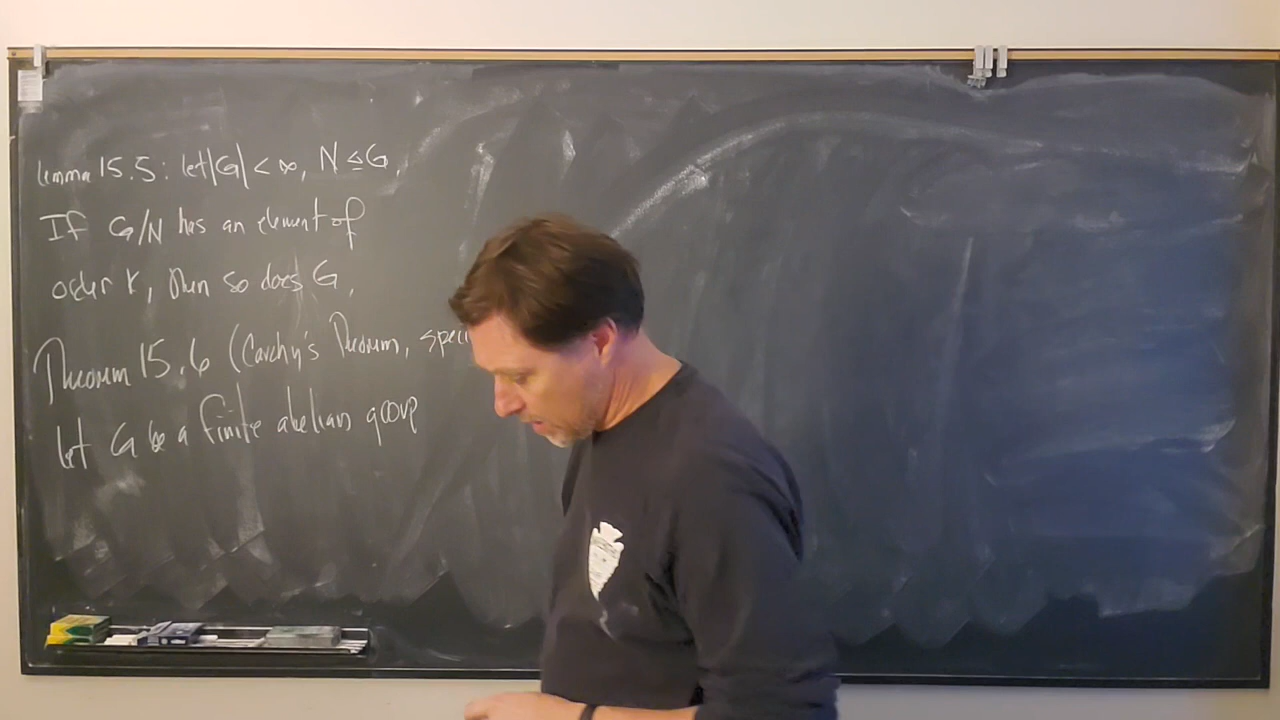 Lemma 15.5: let |G| < ∞, N ⊴ G.
If G/N has an element of
order k, then so does G.
Theorem 15.6 (Cauchy's Theorem, speci
let G be a finite abelian group